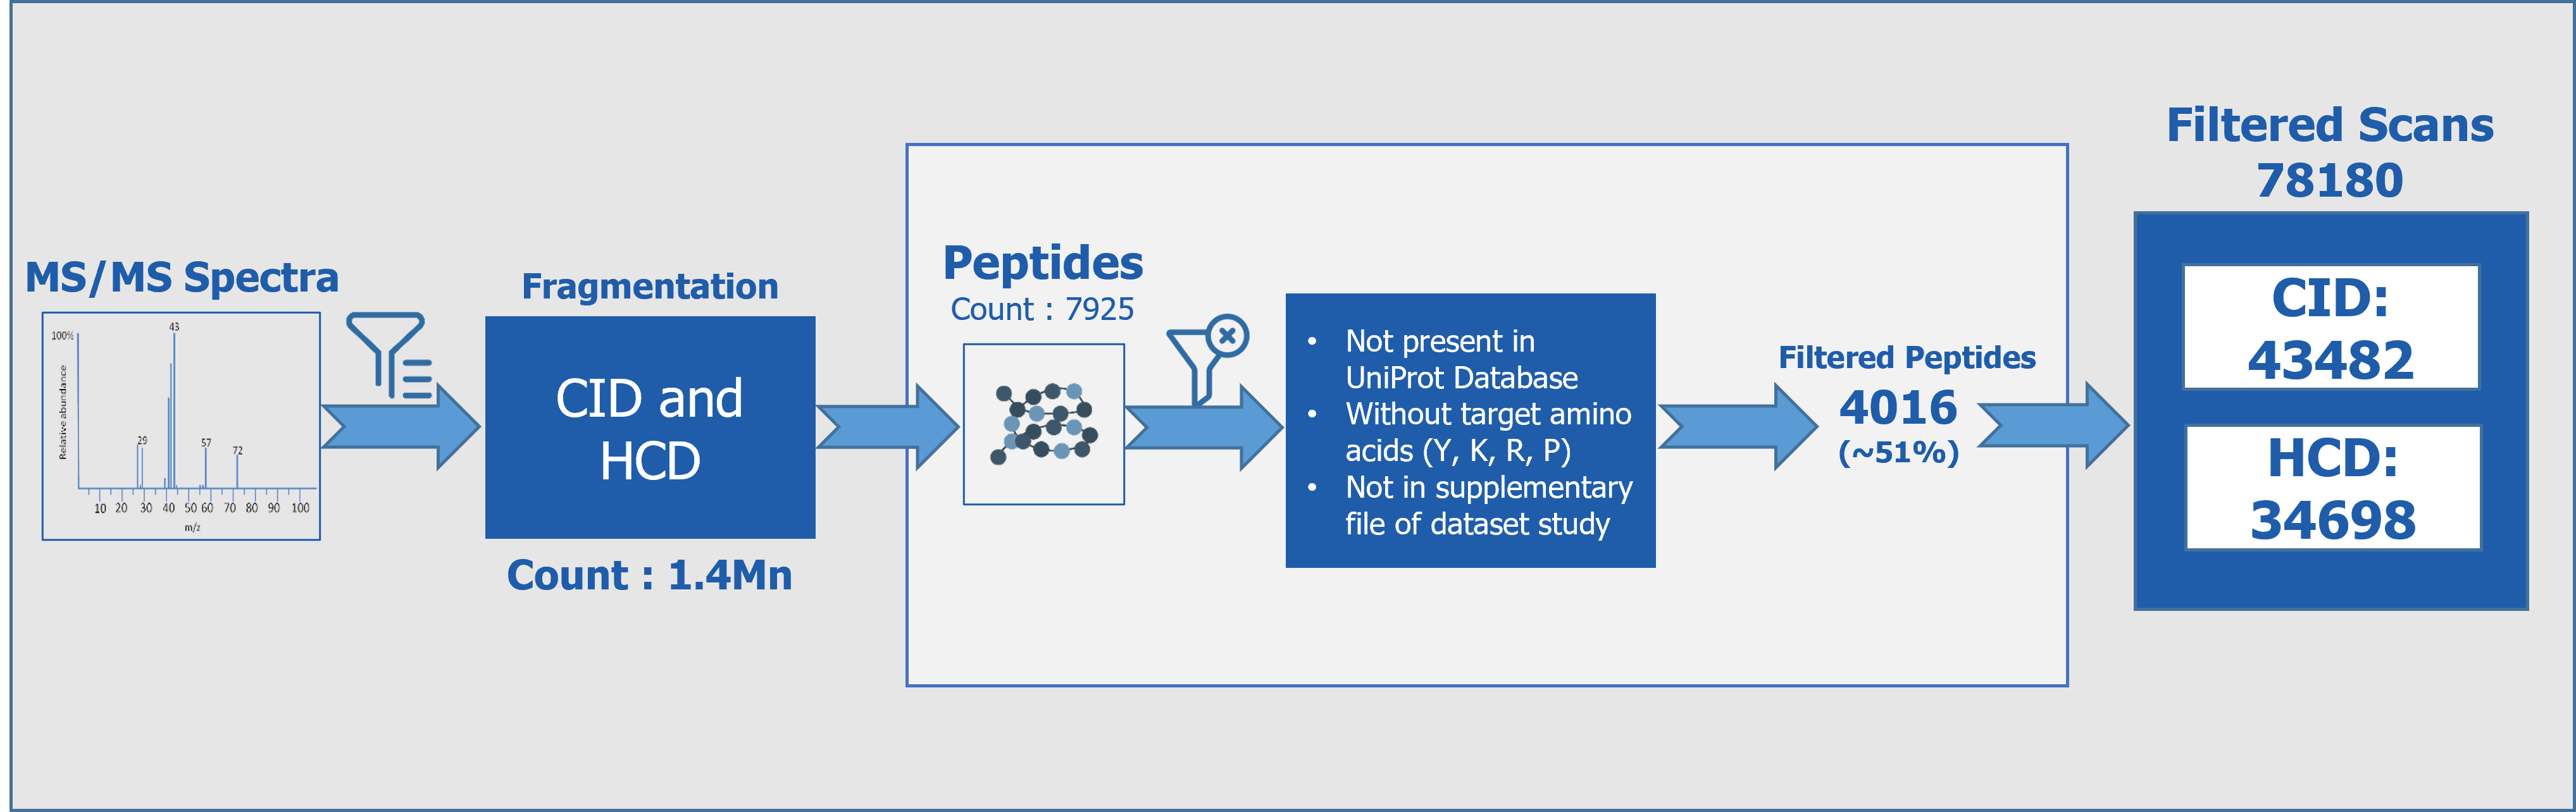 MS/MS Spectra
100%
43
29
57
72
Relative abundance
10 20 30 40 50 60 70 80 90 100
m/z
Fragmentation
CID and
HCD
Count : 1.4Mn
Peptides
Count : 7925
• Not present in
UniProt Database
• Without target amino
acids (Y, K, R, P)
• Not in supplementary
file of dataset study
Filtered Peptides
4016
(~51%)
Filtered Scans
78180
CID:
43482
HCD:
34698